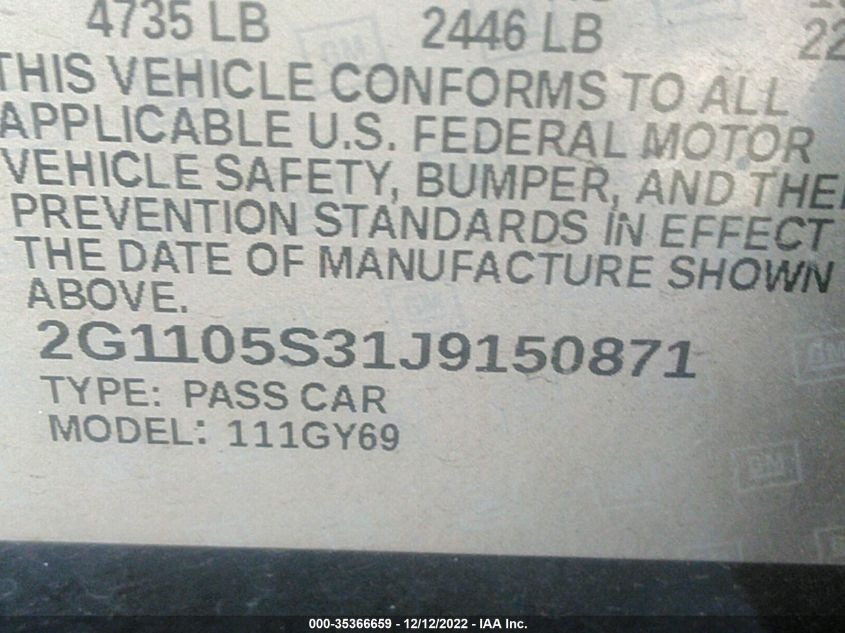 4735 LB 2446 LB
THIS VEHICLE CONFORMS TO ALL
APPLICABLE U.S. FEDERAL MOTOR
VEHICLE SAFETY, BUMPER, AND THE
PREVENTION STANDARDS IN EFFECT
THE DATE OF MANUFACTURE SHOWN
ABOVE.
2G1105S31J9150871
TYPE: PASS CAR
MODEL: 111GY69
GM
000-35366659 - 12/12/2022 - IAA Inc.